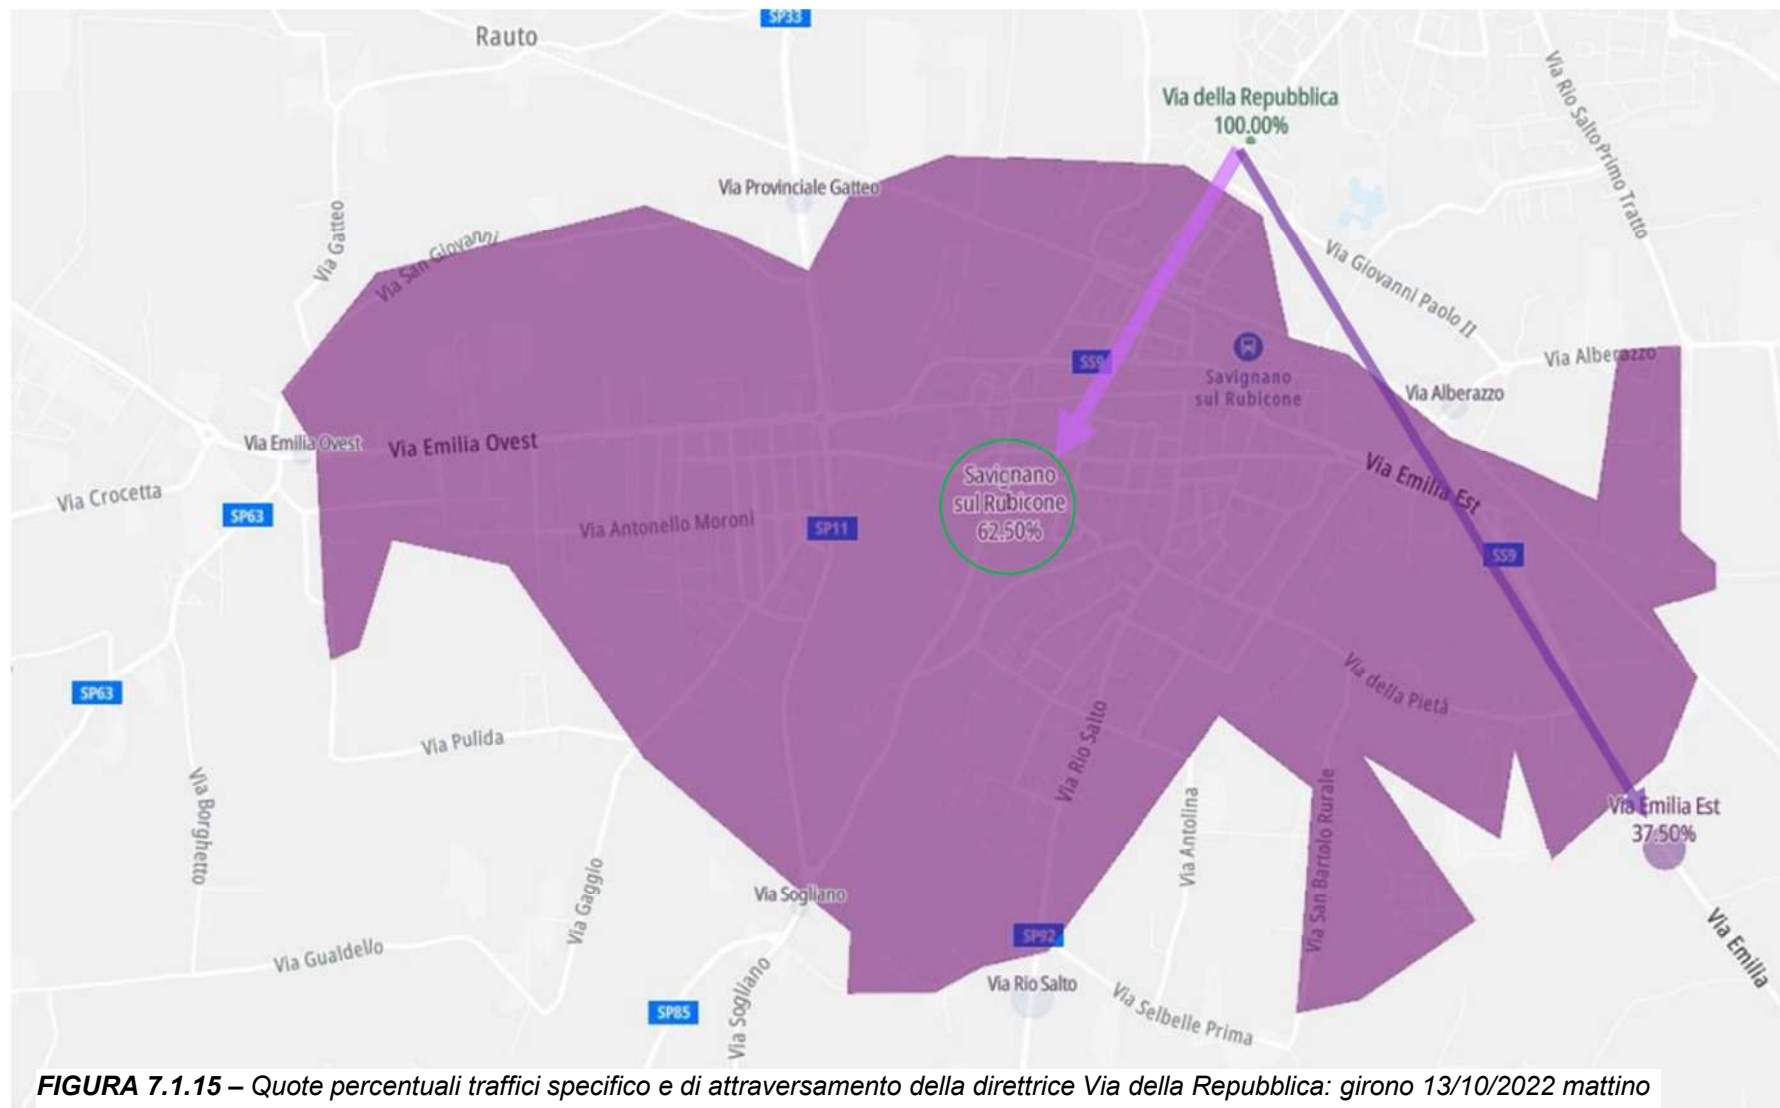 SP33
Rauto
Via della Repubblica
100.00%
Via Rio Salto Primo Tratto
Via Provinciale Gatteo
Via Gatteo
Via San Giovanni
Via Giovanni Paolo II
SS9
Savignano
sul Rubicone
Via Alberazzo
Via Alberazzo
Via Emilia Ovest
Via Emilia Ovest
Via Emilia Est
Savignano
sul Rubicone
62.50%
Via Crocetta
SP63
Via Antonello Moroni
SP11
SS9
SP63
Via della Pietà
Via Pulida
Via Rio Salto
Via Borghetto
Via Antolina
Via San Bartolo Rurale
Via Emilia Est
37.50%
Via Gaggio
Via Sogliano
SP92
Via Emilia
Via Gualdello
Via Sogliano
Via Rio Salto
SP85
Via Selbelle Prima
FIGURA 7.1.15 – Quote percentuali traffici specifico e di attraversamento della direttrice Via della Repubblica: girono 13/10/2022 mattino